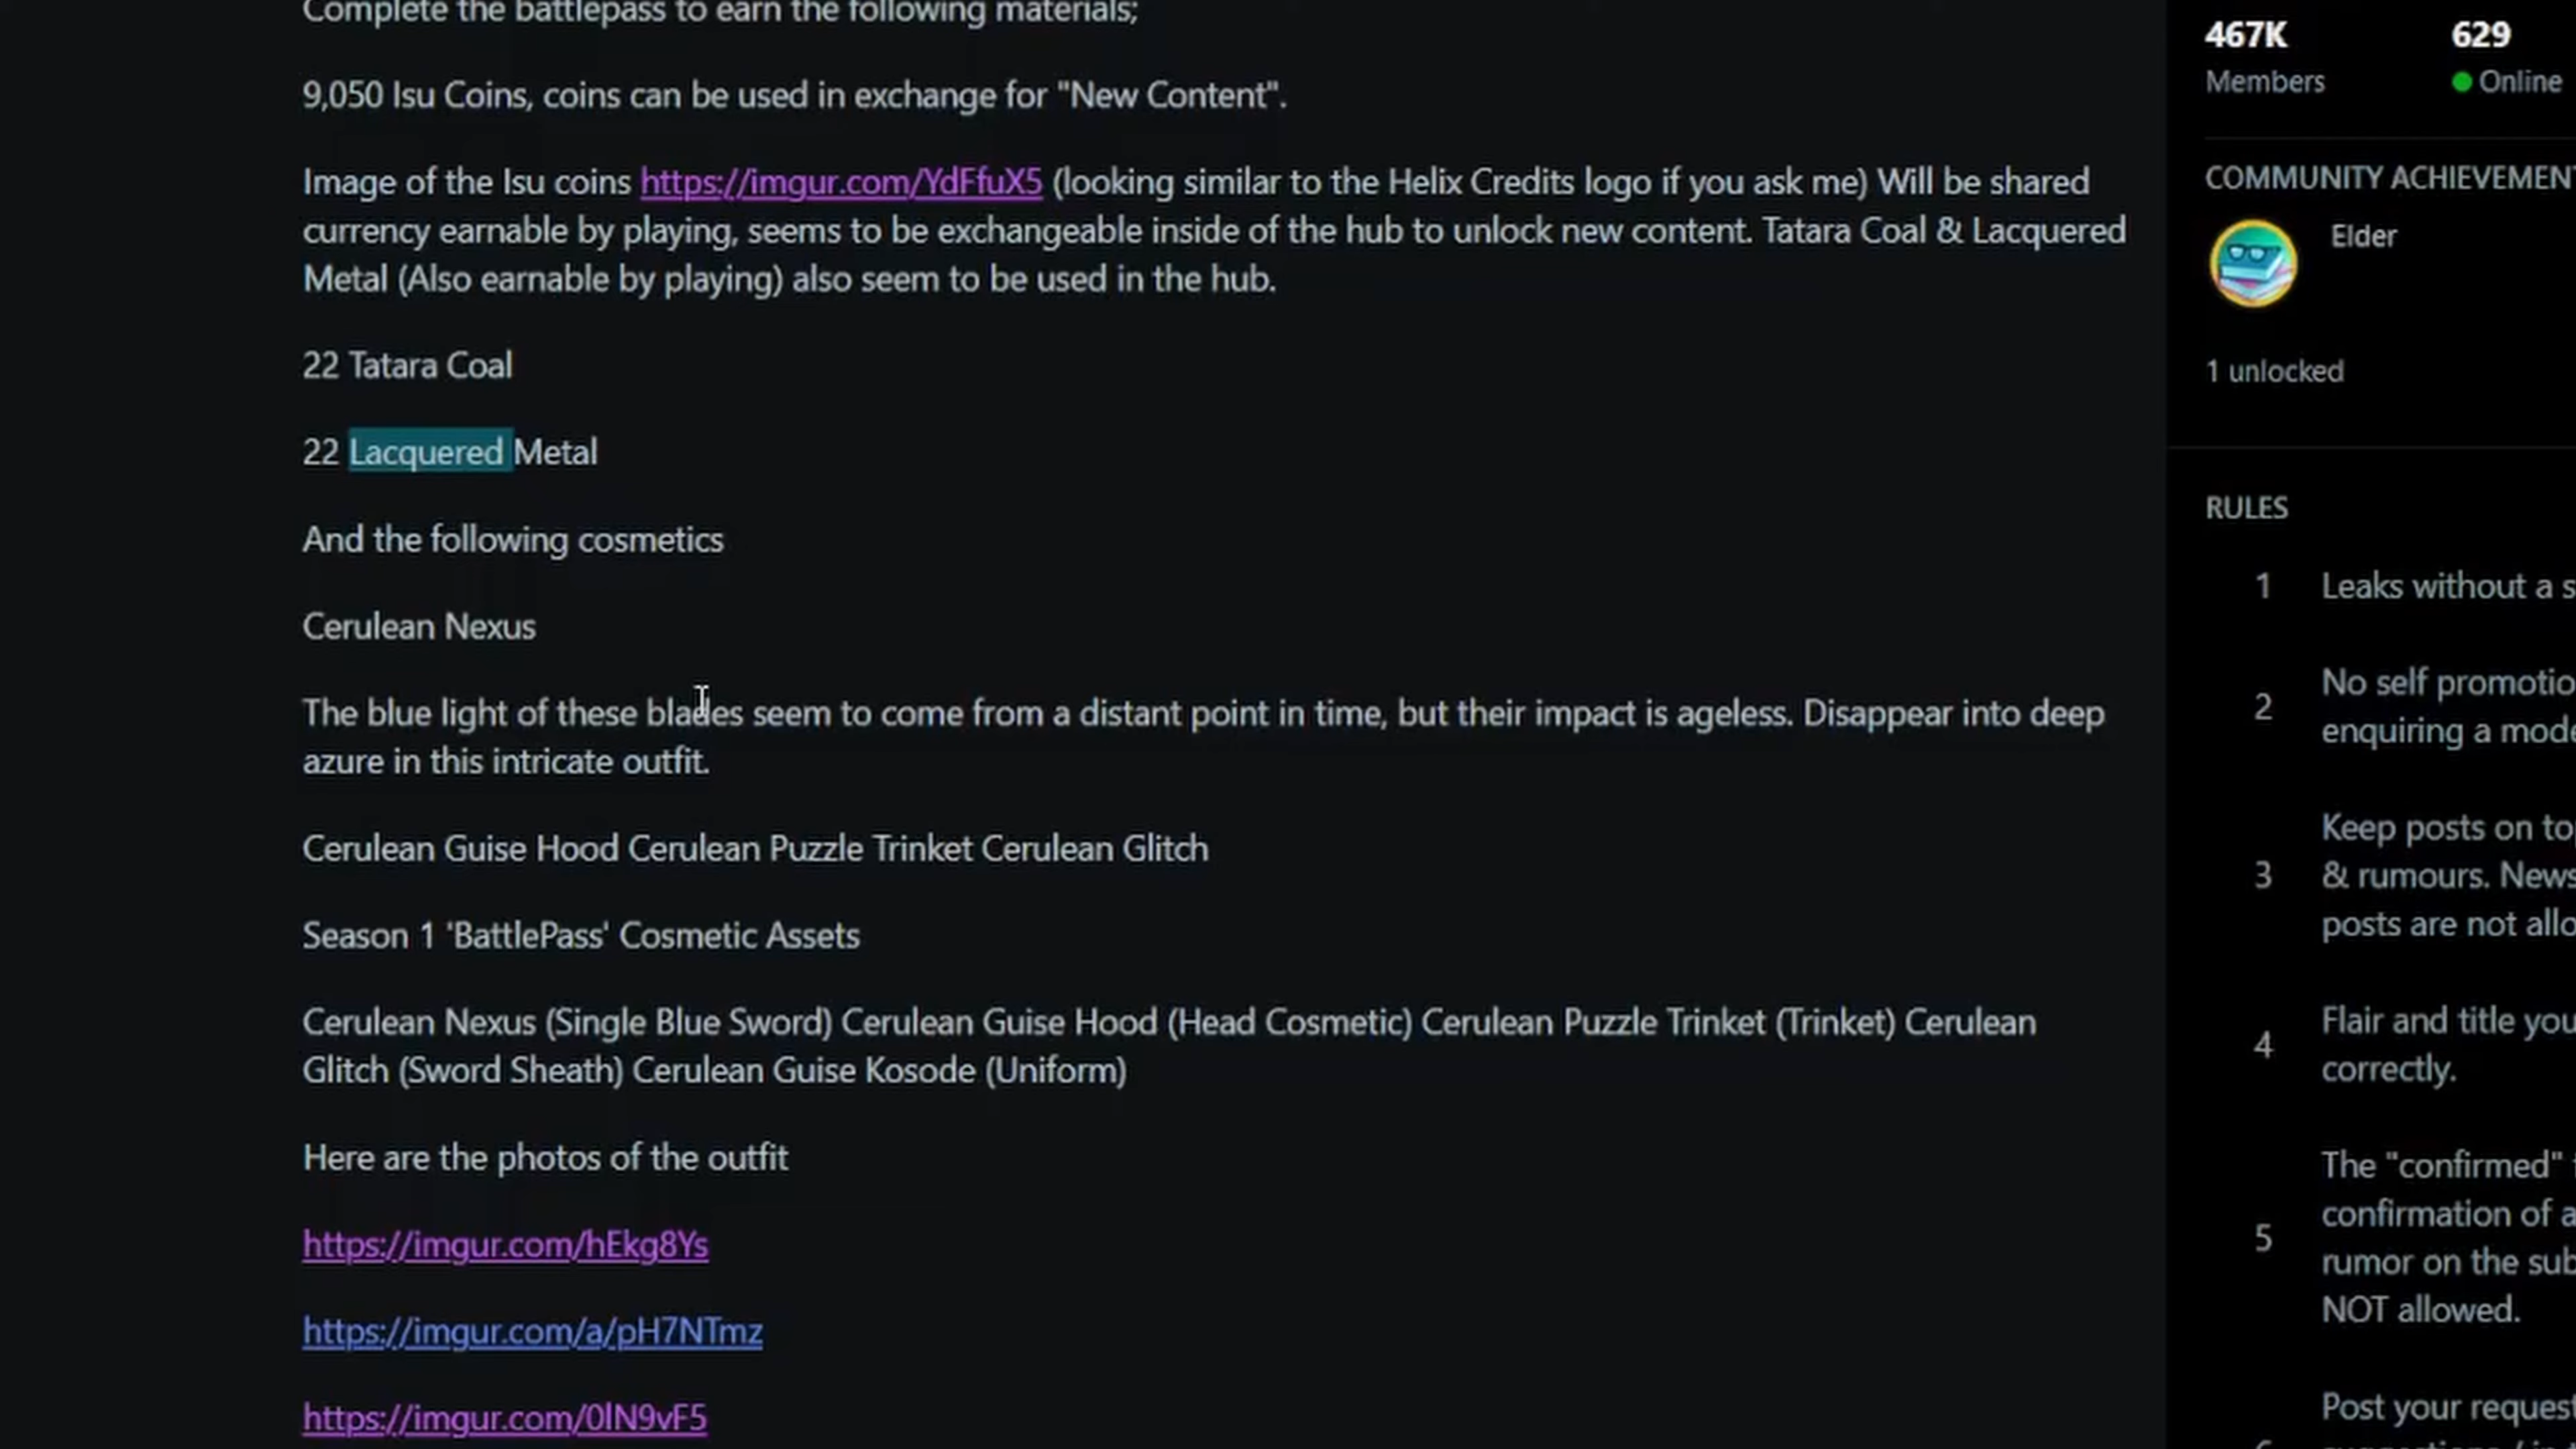 Complete the battlepass to earn the following materials;
9,050 Isu Coins, coins can be used in exchange for "New Content".
Image of the Isu coins https://imgur.com/YdFfuX5 (looking similar to the Helix Credits logo if you ask me) Will be shared
currency earnable by playing, seems to be exchangeable inside of the hub to unlock new content. Tatara Coal & Lacquered
Metal (Also earnable by playing) also seem to be used in the hub.
22 Tatara Coal
22 Lacquered Metal
And the following cosmetics
Cerulean Nexus
The blue light of these blades seem to come from a distant point in time, but their impact is ageless. Disappear into deep
azure in this intricate outfit.
Cerulean Guise Hood Cerulean Puzzle Trinket Cerulean Glitch
Season 1 'BattlePass' Cosmetic Assets
Cerulean Nexus (Single Blue Sword) Cerulean Guise Hood (Head Cosmetic) Cerulean Puzzle Trinket (Trinket) Cerulean
Glitch (Sword Sheath) Cerulean Guise Kosode (Uniform)
Here are the photos of the outfit
https://imgur.com/hEkg8Ys
https://imgur.com/a/pH7NTmz
https://imgur.com/0lN9vF5
467K 629
Members Online
COMMUNITY ACHIEVEMENT
Elder
1 unlocked
RULES
1 Leaks without a s
2 No self promotio
enquiring a mode
3 Keep posts on to
& rumours. News
posts are not allo
4 Flair and title you
correctly.
5 The "confirmed"
confirmation of a
rumor on the sub
NOT allowed.
Post your request